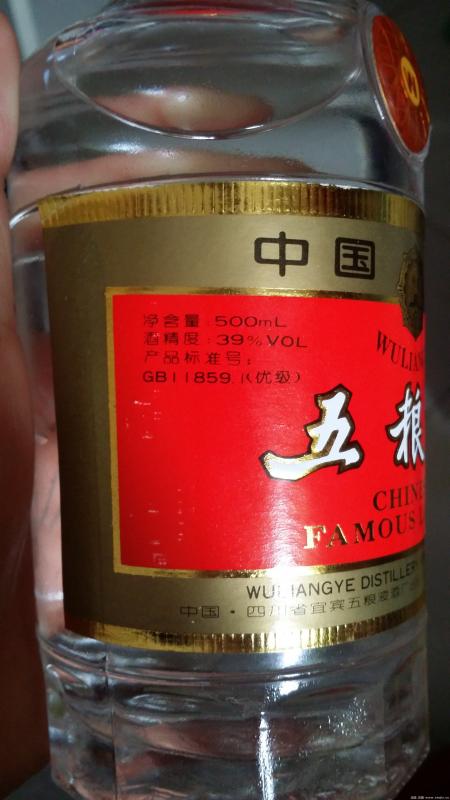 中国
净含量：500mL
酒精度：39%VOL
产品标准号：
GB11859.1(优级)
WULIANG
五粮
CHINE
FAMOUS L
WULIANGYE DISTILLERY
中国·四川省宜宾五粮液酒厂